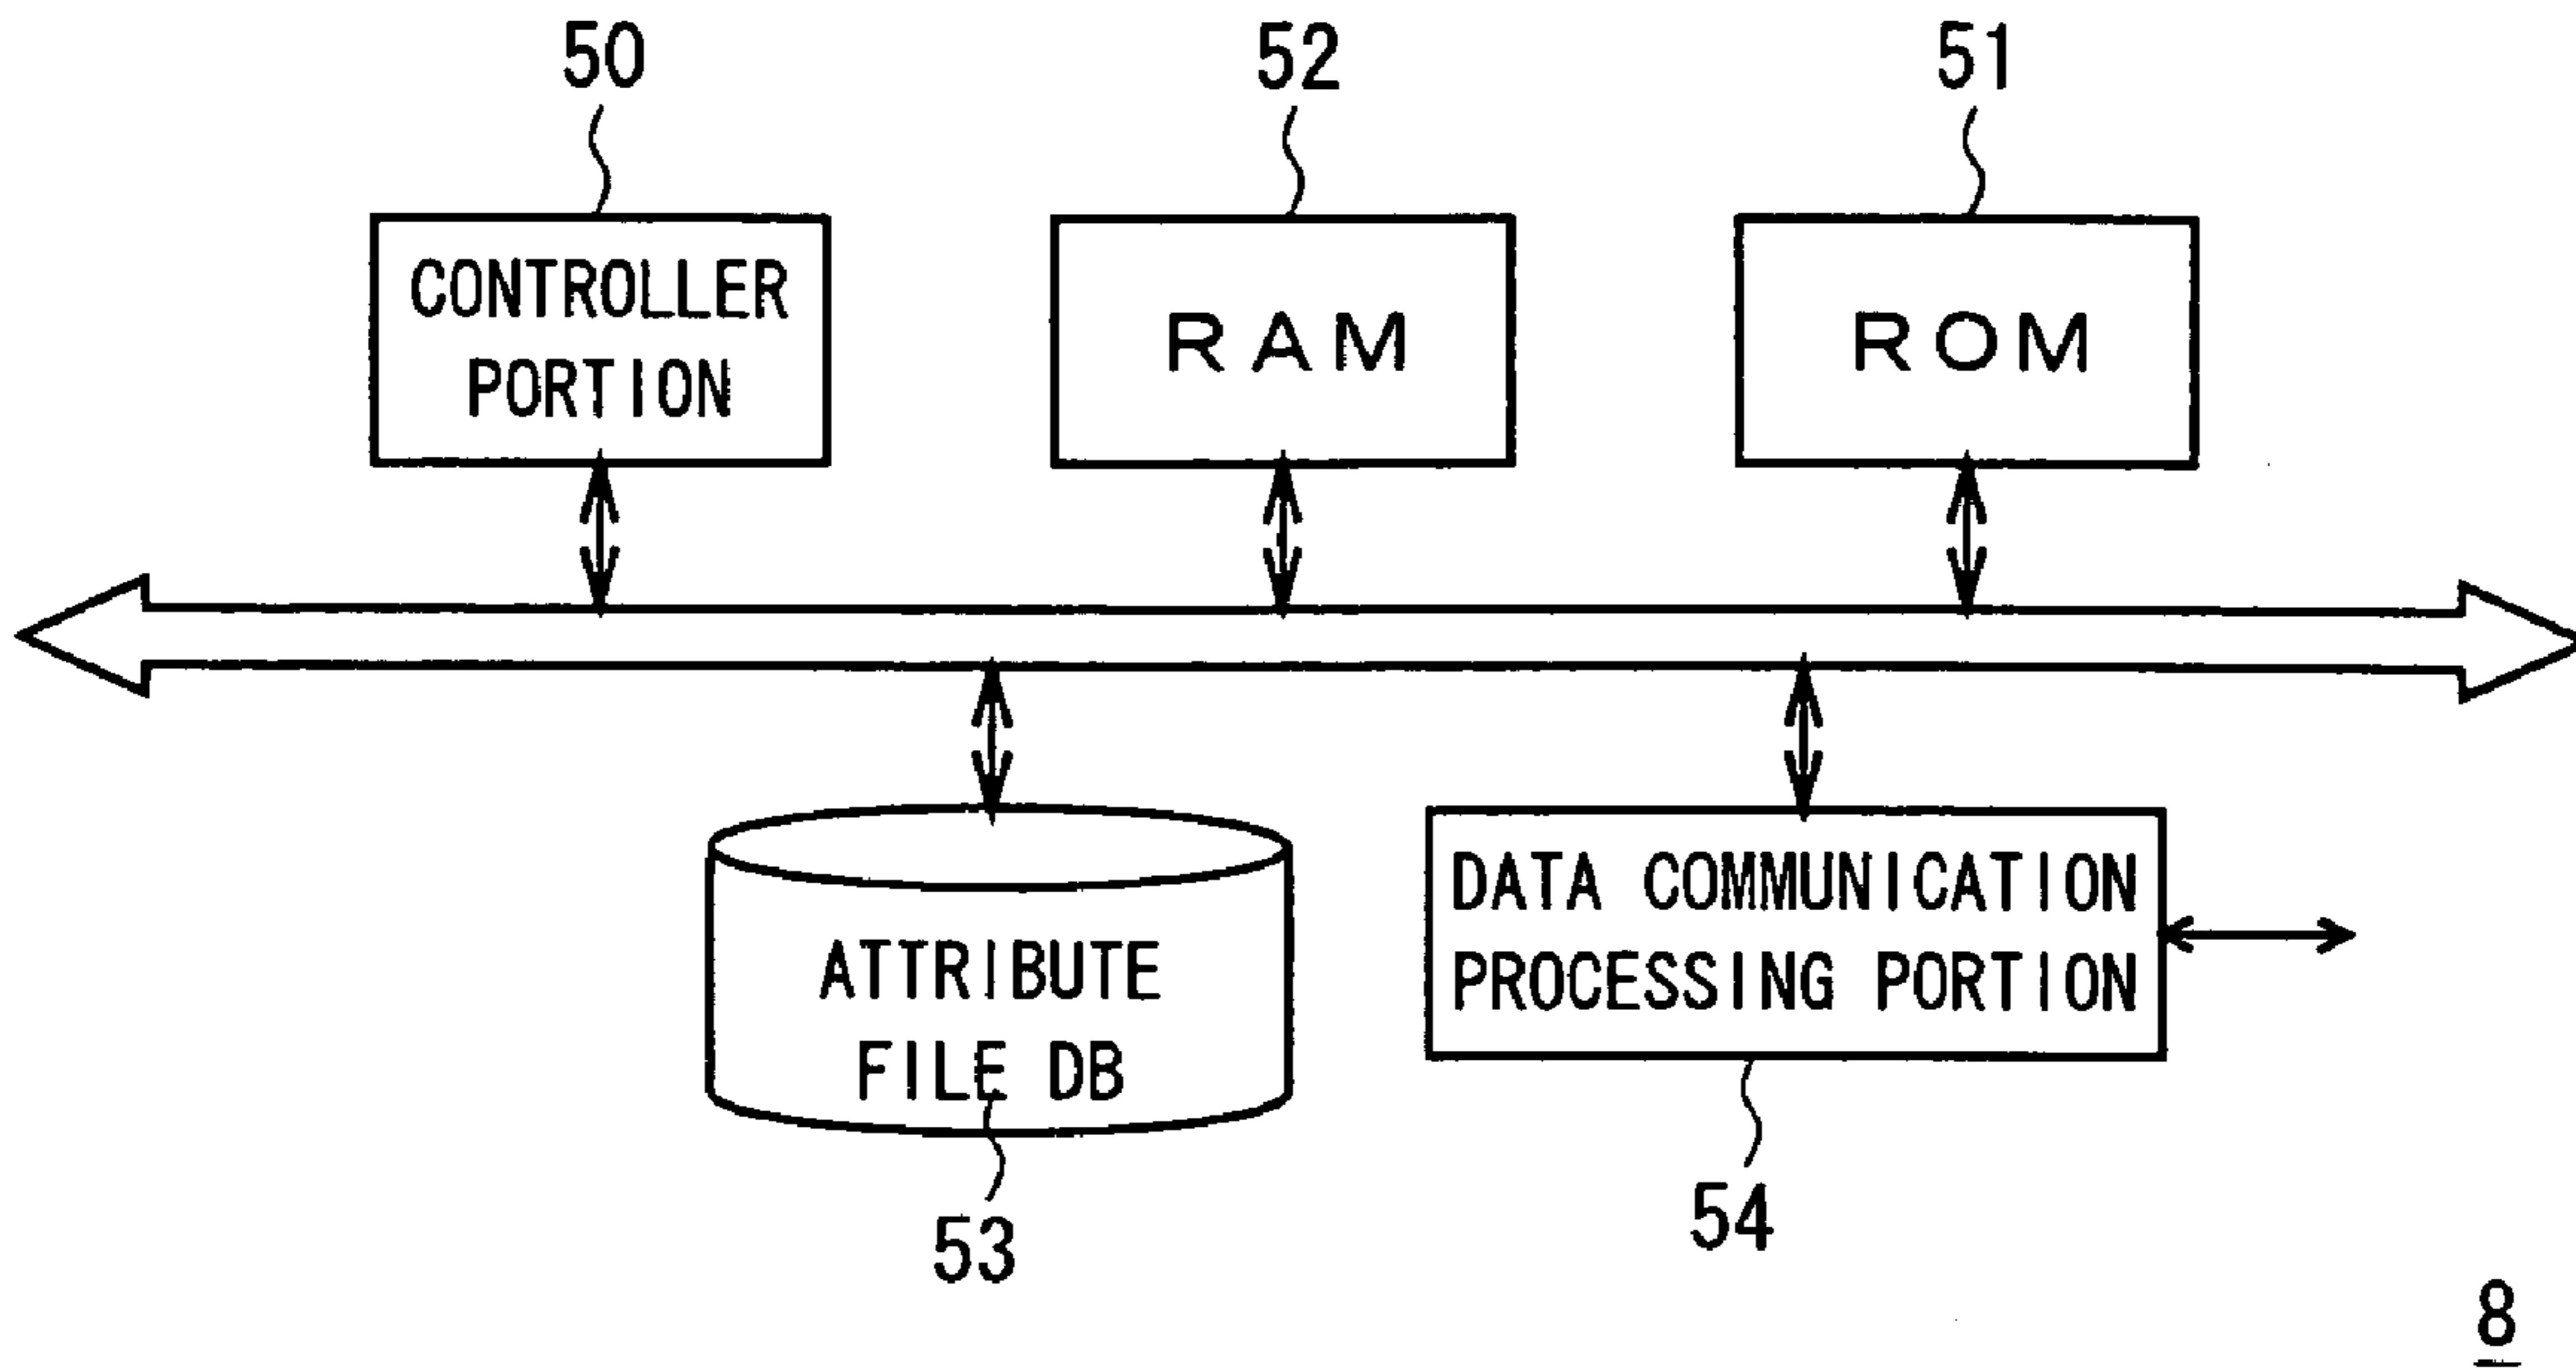 50
52
51
CONTROLLER
PORTION
RAM
ROM
ATTRIBUTE
FILE DB
DATA COMMUNICATION
PROCESSING PORTION
53
54
8